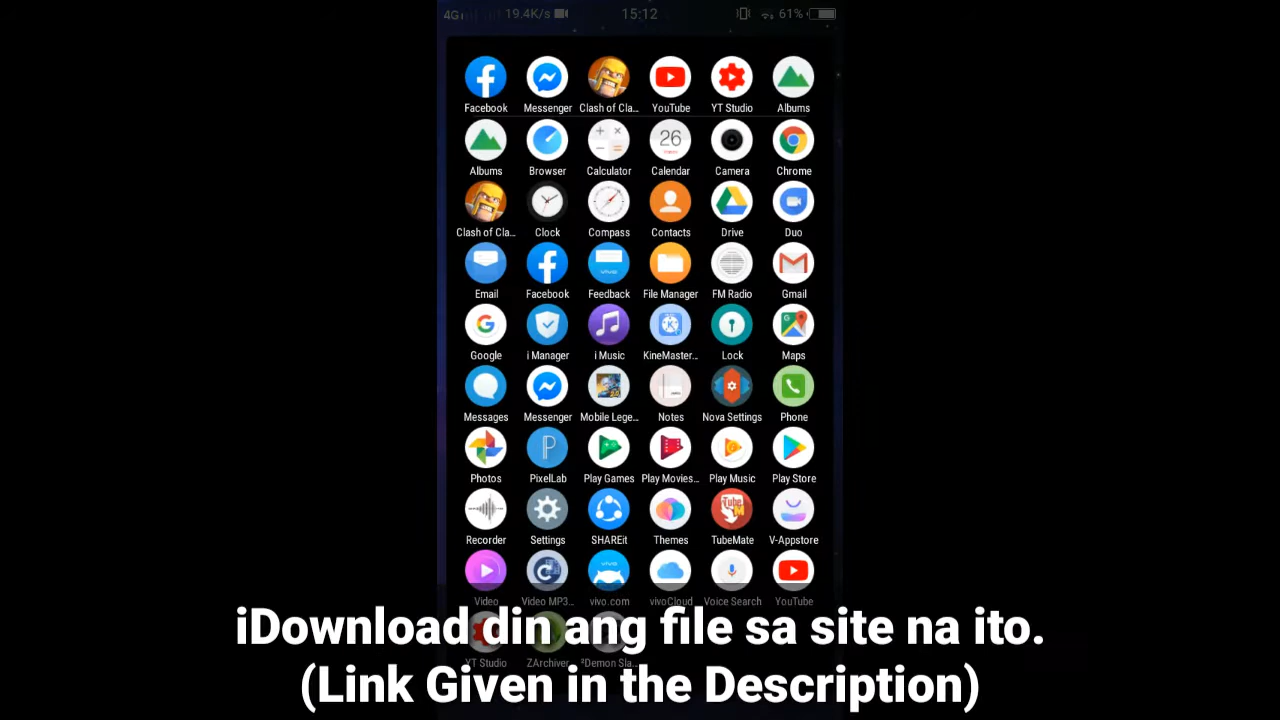 4G 19.4K/s 15:12 61%
Facebook Messenger Clash of Cla... YouTube YT Studio Albums
Albums Browser Calculator 26 Calendar Camera Chrome
Clash of Cla... Clock Compass Contacts Drive Duo
Email Facebook vivo Feedback File Manager FM Radio Gmail
Google i Manager i Music KineMaster... Lock Maps
Messages Messenger Mobile Lege... Notes Nova Settings Phone
Photos PixelLab Play Games Play Movies... Play Music Play Store
Recorder Settings SHAREit Themes TubeMate V-Appstore
Video Video MP3... vivo.com vivoCloud Voice Search YouTube
YT Studio ZArchiver ²Demon Sla...
iDownload din ang file sa site na ito.
(Link Given in the Description)